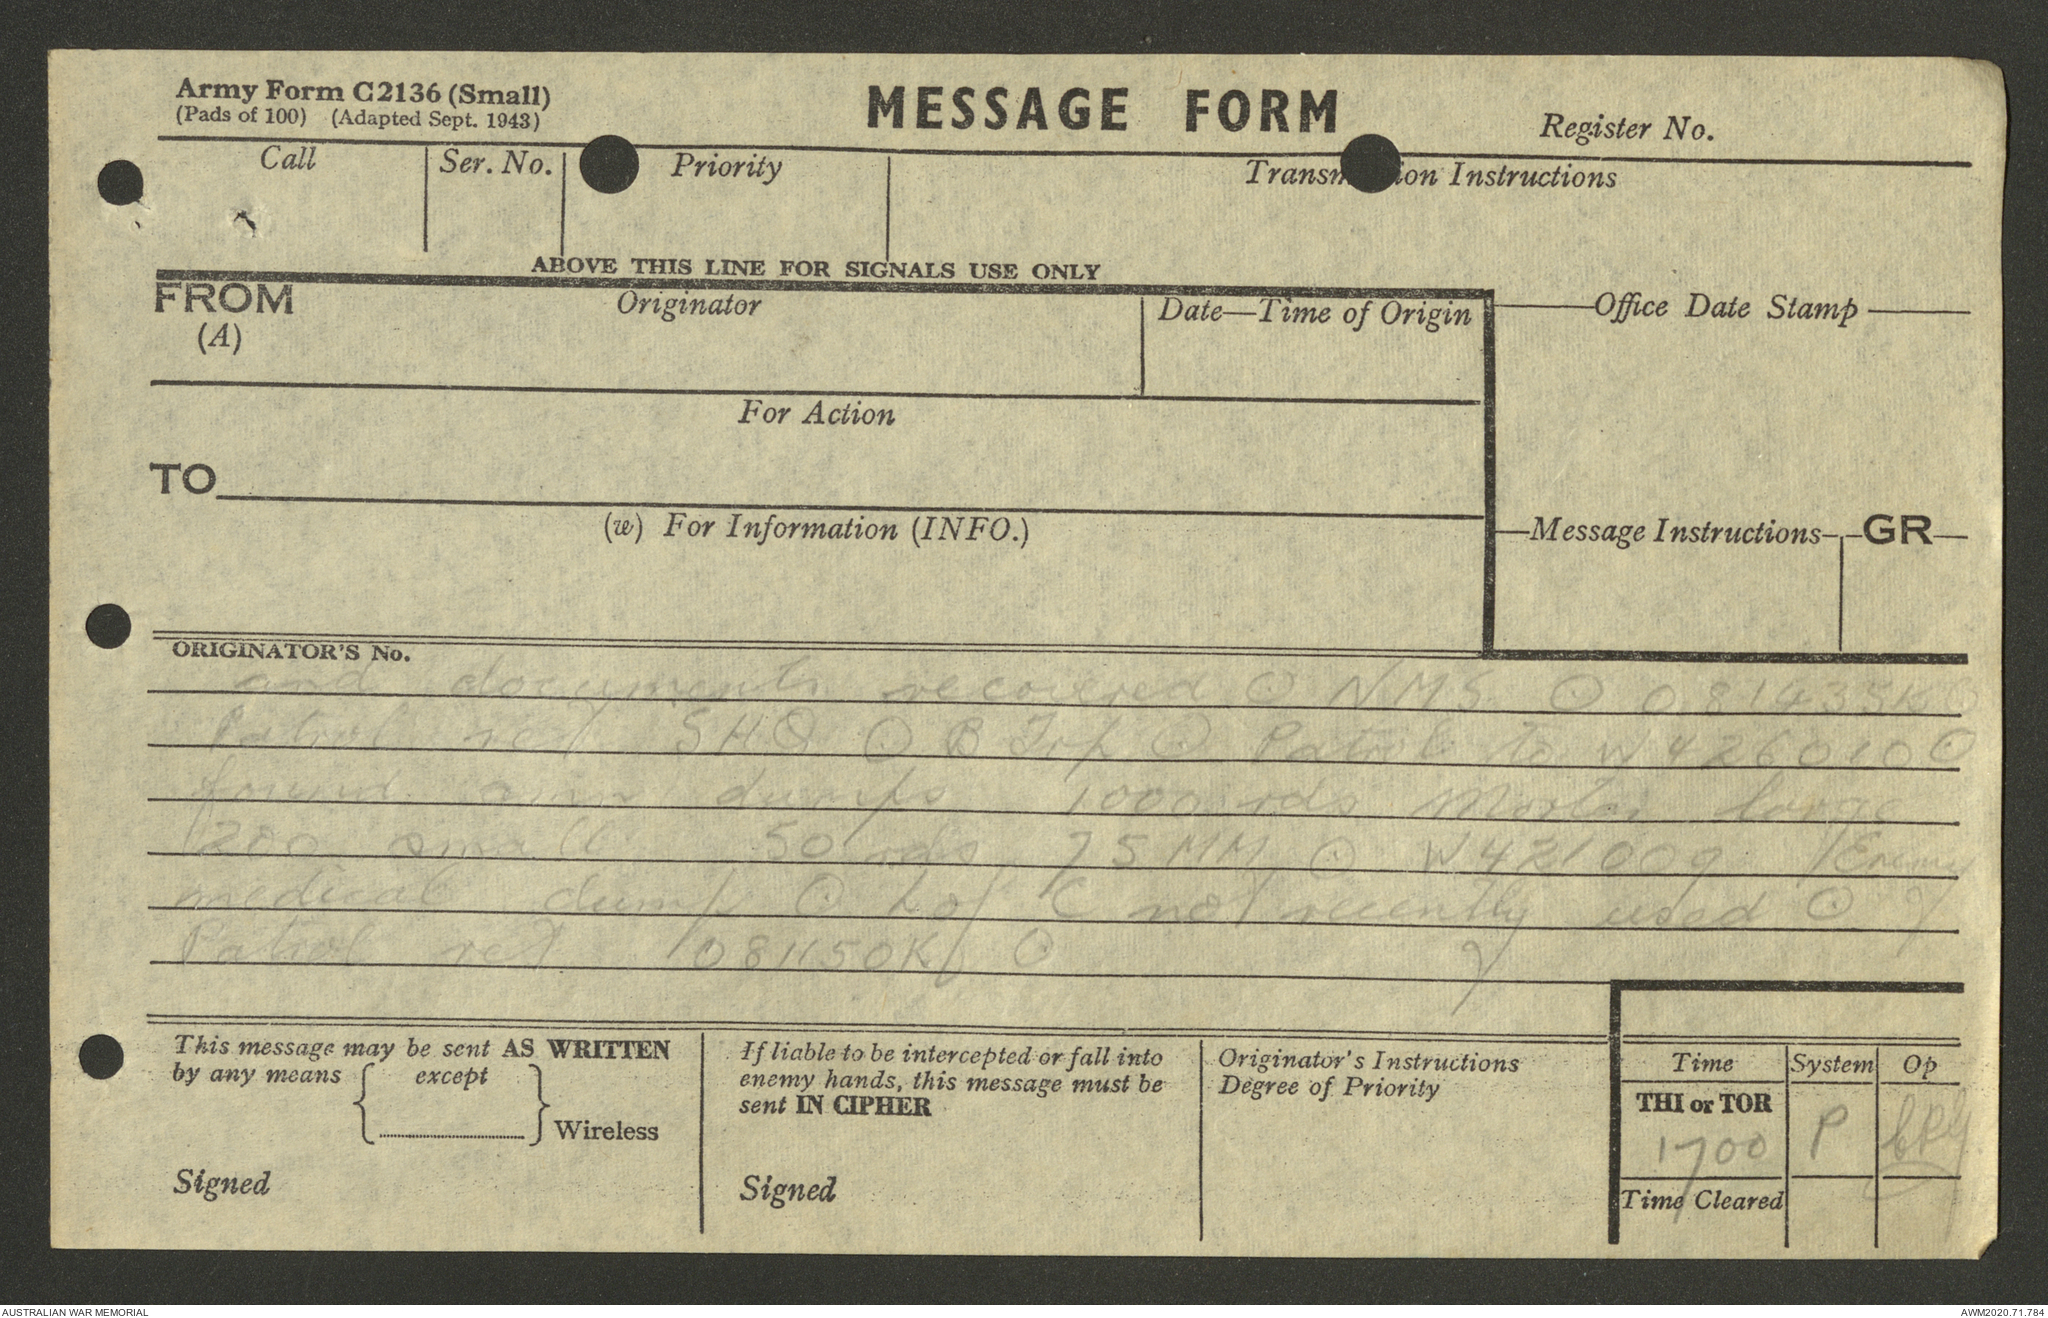 Army Form C2136 (Small)
(Pads of 100) (Adapted Sept. 1943)
MESSAGE FORM
Register No.
Call
Ser. No.
Priority
Transmission Instructions
ABOVE THIS LINE FOR SIGNALS USE ONLY
FROM
(A)
Originator
Date—Time of Origin
Office Date Stamp
For Action
TO
(w) For Information (INFO.)
Message Instructions
GR
ORIGINATOR'S No.
and documents recovered ⊙ NMS ⊙ 081435K ⊙
Patrol ret SHQ ⊙ B Trp ⊙ Patrol to W426010 ⊙
found dumps 1000 rds Mortar large
200 small 50 rds 75 MM ⊙ W421009 Enemy
medical dump ⊙ L of C not recently used ⊙
Patrol ret 081150K ⊙
This message may be sent AS WRITTEN
by any means except
Wireless
Signed
If liable to be intercepted or fall into
enemy hands, this message must be
sent IN CIPHER
Signed
Originator's Instructions
Degree of Priority
Time System Op
THI or TOR
1700 P
Time Cleared
AUSTRALIAN WAR MEMORIAL
AWM2020.71.784